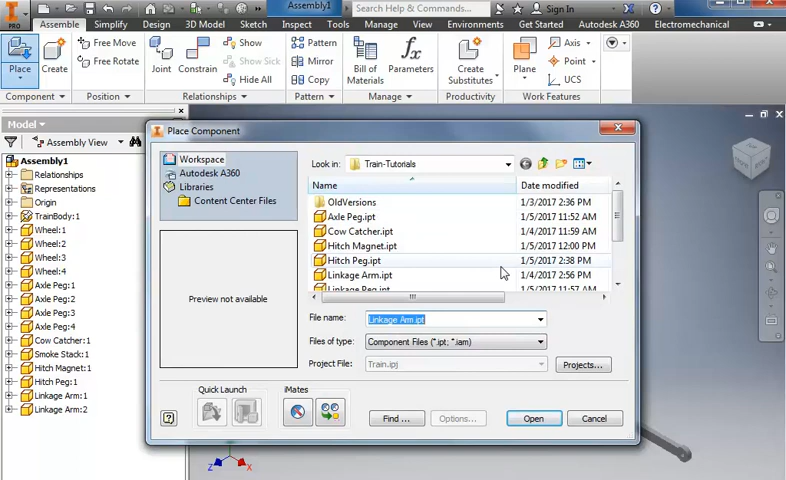 Assembly1
Search Help & Commands...
Sign In
PRO
Assemble Simplify Design 3D Model Sketch Inspect Tools Manage View Environments Get Started Autodesk A360 Electromechanical
Place
Create
Free Move
Free Rotate
Joint
Constrain
Show
Show Sick
Hide All
Pattern
Mirror
Copy
Bill of Materials
Parameters
Create Substitutes
Plane
Axis
Point
UCS
Component Position Relationships Pattern Manage Productivity Work Features
Model
Assembly View
Assembly1
Relationships
Representations
Origin
TrainBody:1
Wheel:1
Wheel:2
Wheel:3
Wheel:4
Axle Peg:1
Axle Peg:2
Axle Peg:3
Axle Peg:4
Cow Catcher:1
Smoke Stack:1
Hitch Magnet:1
Hitch Peg:1
Linkage Arm:1
Linkage Arm:2
Place Component
Workspace
Autodesk A360
Libraries
Content Center Files
Preview not available
Look in: Train-Tutorials
Name Date modified
OldVersions 1/3/2017 2:36 PM
Axle Peg.ipt 1/5/2017 11:52 AM
Cow Catcher.ipt 1/4/2017 11:59 AM
Hitch Magnet.ipt 1/5/2017 12:00 PM
Hitch Peg.ipt 1/5/2017 2:38 PM
Linkage Arm.ipt 1/4/2017 2:56 PM
Linkage Peg.ipt 1/5/2017 11:57 AM
File name: Linkage Arm.ipt
Files of type: Component Files (*.ipt; *.iam)
Project File: Train.ipj
Projects...
Quick Launch
iMates
Find ...
Options...
Open
Cancel
Z
X